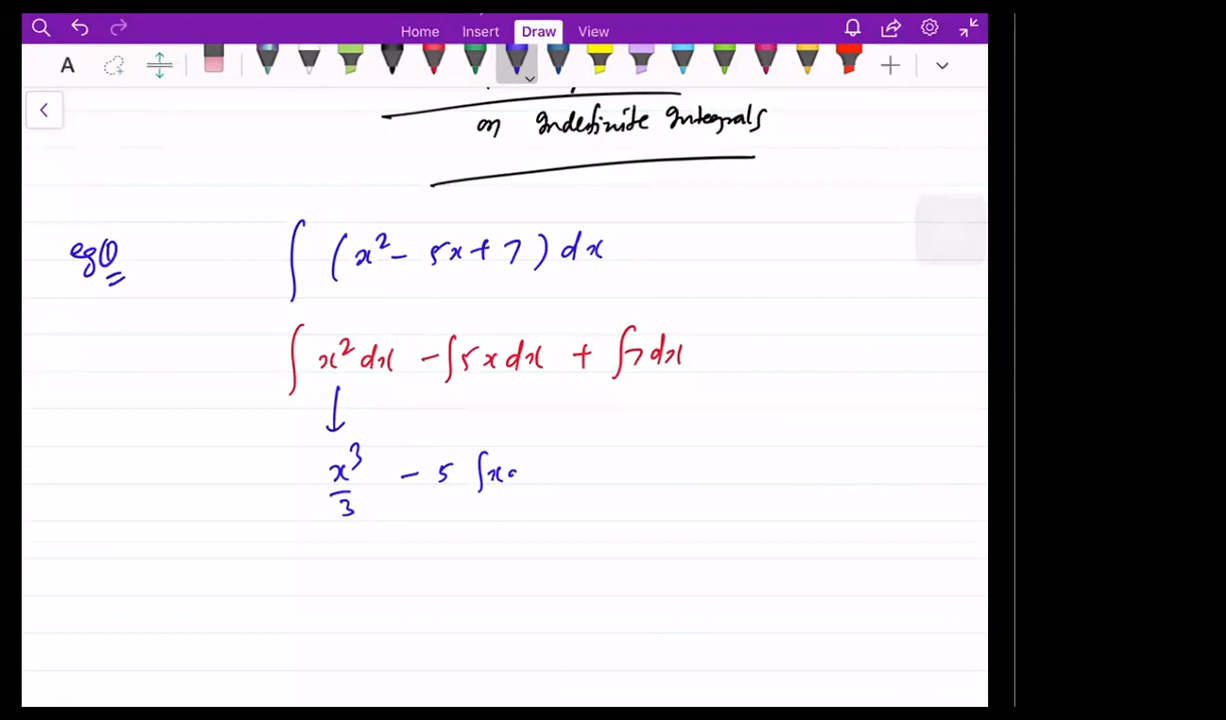 Home Insert Draw View
A
on Indefinite Integrals
eg①
∫ (x² - 5x + 7) dx
∫ x² dx - ∫ 5x dx + ∫ 7 dx
↓
x³/3 - 5 ∫x